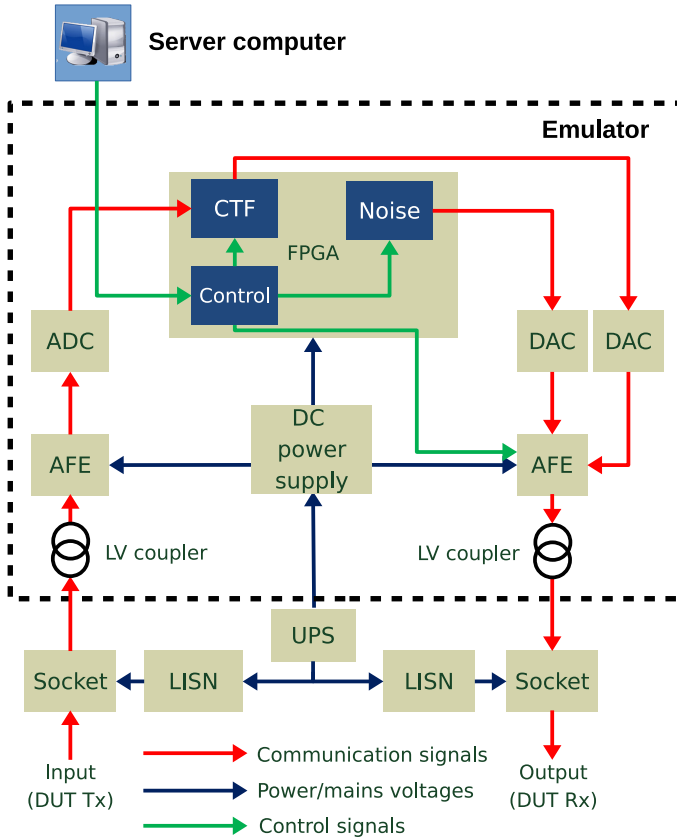 Server computer
Emulator
CTF
Noise
FPGA
Control
ADC
DAC
DAC
DC
power
supply
AFE
AFE
LV coupler
LV coupler
UPS
Socket
LISN
LISN
Socket
Input
(DUT Tx)
Communication signals
Power/mains voltages
Control signals
Output
(DUT Rx)